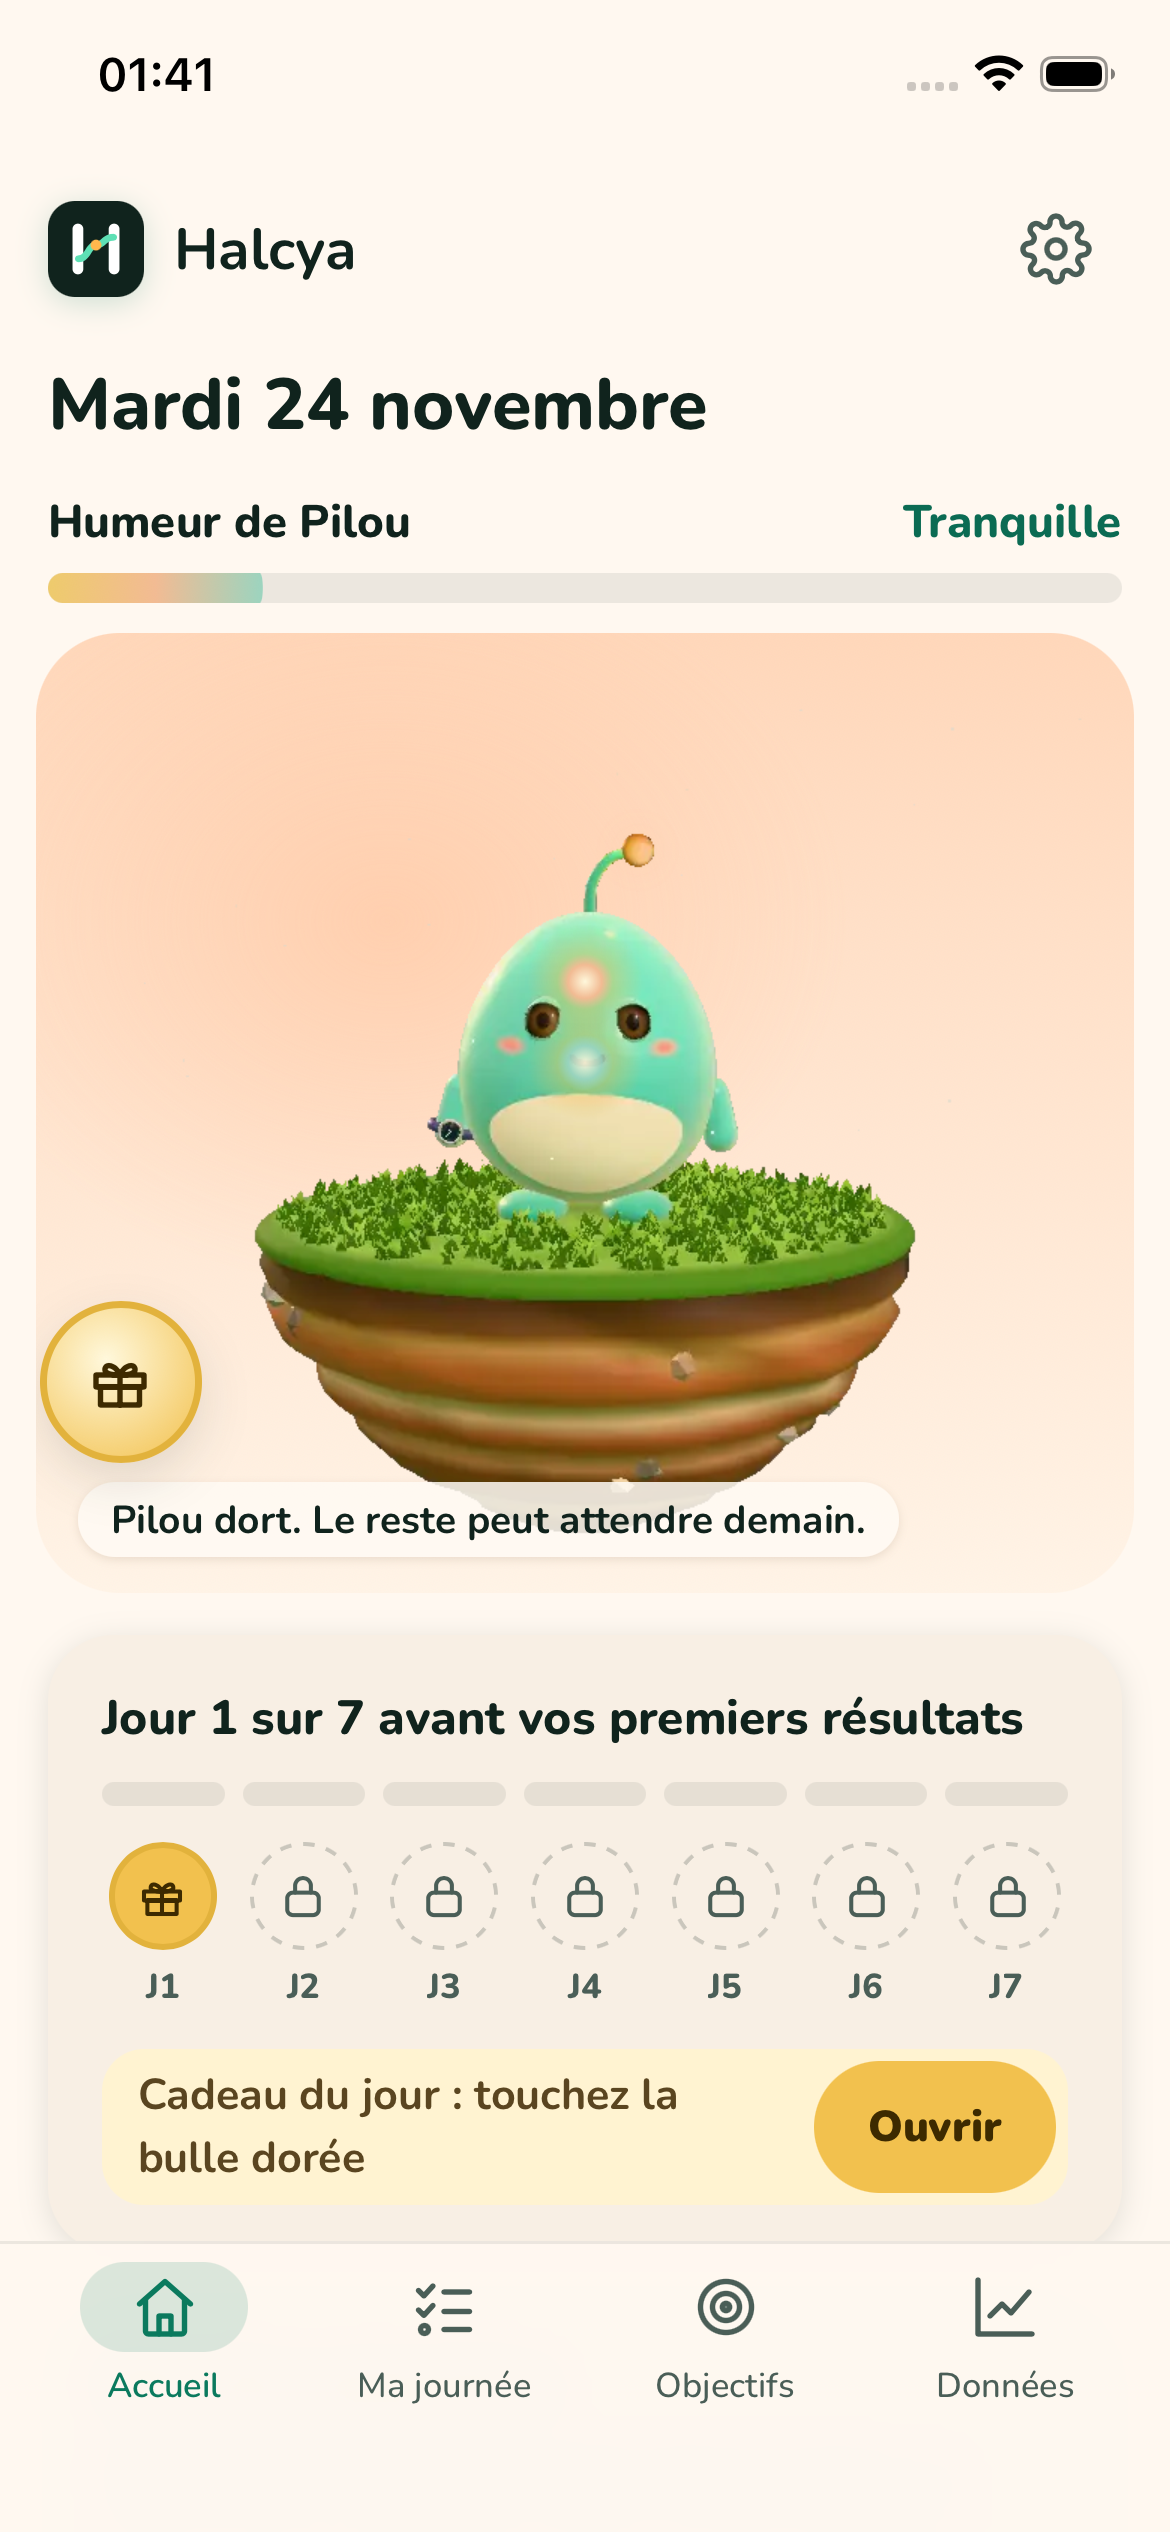 01:41
Halcya
Mardi 24 novembre
Humeur de Pilou
Tranquille
Pilou dort. Le reste peut attendre demain.
Jour 1 sur 7 avant vos premiers résultats
J1 J2 J3 J4 J5 J6 J7
Cadeau du jour : touchez la
bulle dorée
Ouvrir
Accueil Ma journée Objectifs Données